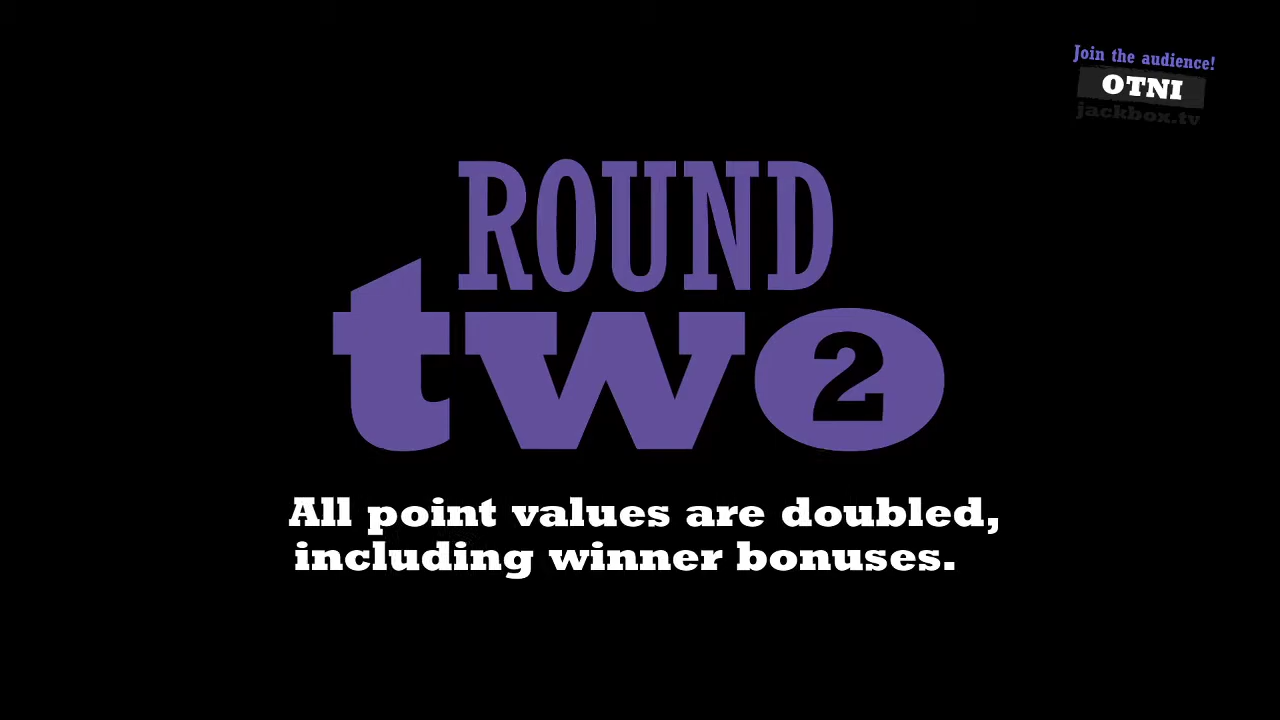 Join the audience!
OTNI
jackbox.tv
ROUND
two
2
All point values are doubled,
including winner bonuses.